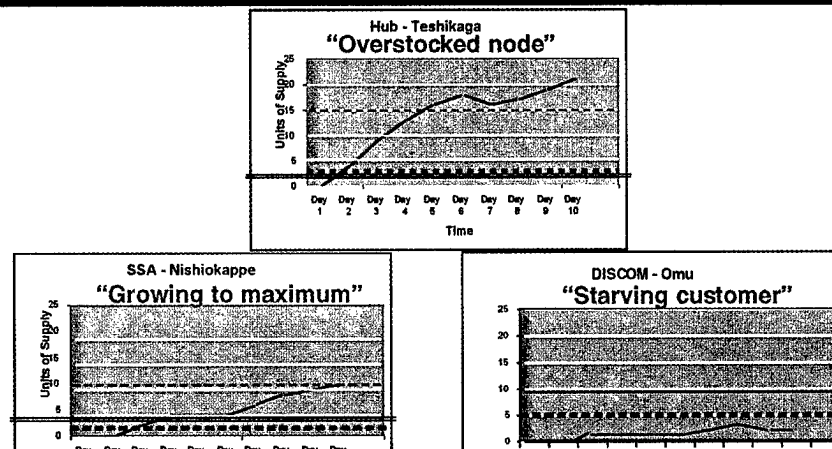 Hub - Teshikaga
“Overstocked node”
Units of Supply
25
20
15
10
5
0
Day Day Day Day Day Day Day Day Day Day
1 2 3 4 5 6 7 8 9 10
Time
SSA - Nishiokappe
“Growing to maximum”
Units of Supply
25
20
15
10
5
0
DISCOM - Omu
“Starving customer”
25
20
15
10
5
0